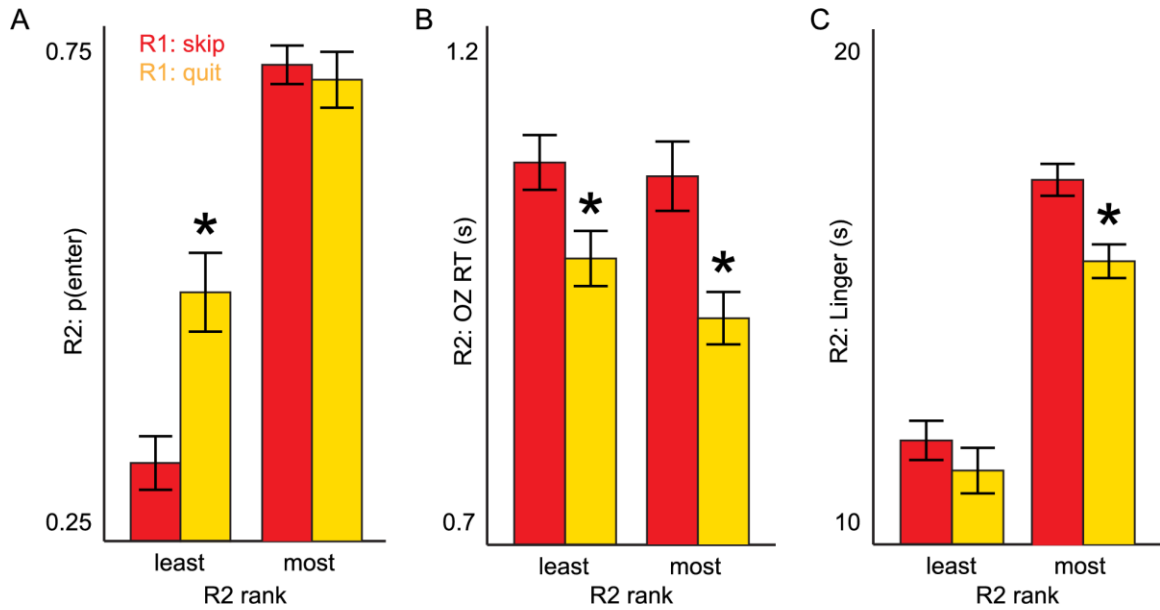 A
0.75
R1: skip
R1: quit
R2: p(enter)
*
0.25
least most
R2 rank
B
1.2
R2: OZ RT (s)
*
*
0.7
least most
R2 rank
C
20
R2: Linger (s)
*
10
least most
R2 rank